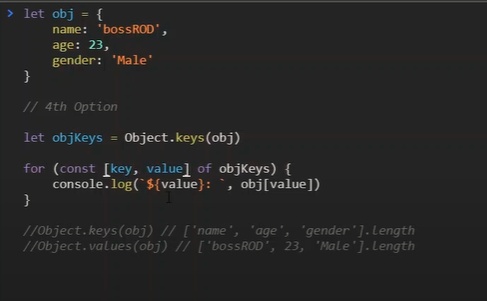 let obj = {
name: 'bossROD',
age: 23,
gender: 'Male'
}
// 4th Option
let objKeys = Object.keys(obj)
for (const [key, value] of objKeys) {
console.log(`${value}: `, obj[value])
}
//Object.keys(obj) // ['name', 'age', 'gender'].length
//Object.values(obj) // ['bossROD', 23, 'Male'].length